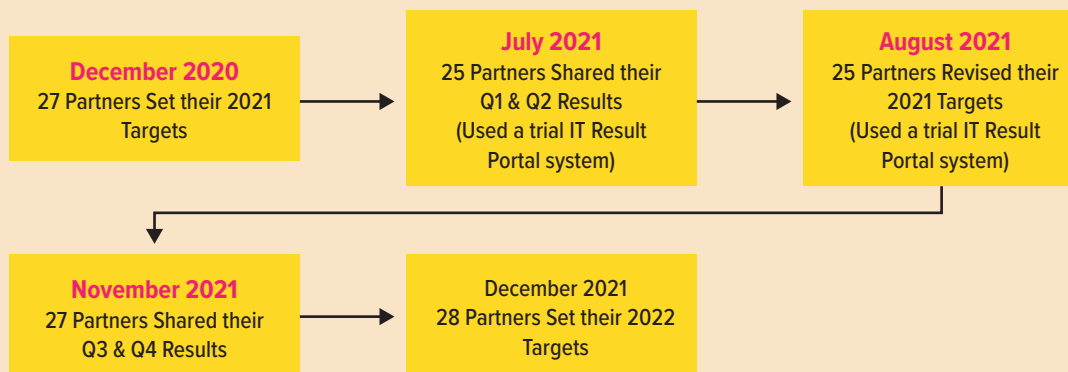 December 2020
27 Partners Set their 2021
Targets
July 2021
25 Partners Shared their
Q1 & Q2 Results
(Used a trial IT Result
Portal system)
August 2021
25 Partners Revised their
2021 Targets
(Used a trial IT Result
Portal system)
November 2021
27 Partners Shared their
Q3 & Q4 Results
December 2021
28 Partners Set their 2022
Targets